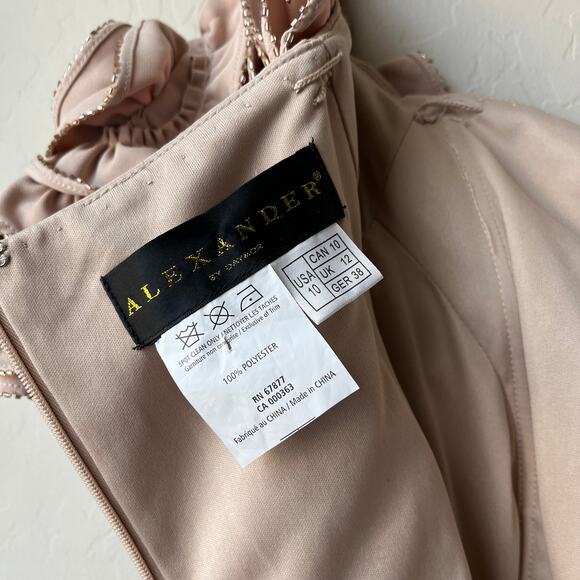 ALEXANDER®
BY DAYMOR
USA 10
CAN 10
UK 12
GER 38
SPOT CLEAN ONLY / NETTOYER LES TACHES
Garniture non comprise / Exclusive of Trim
100% POLYESTER
RN 67877
CA 000363
Fabriqué au CHINA / Made in CHINA